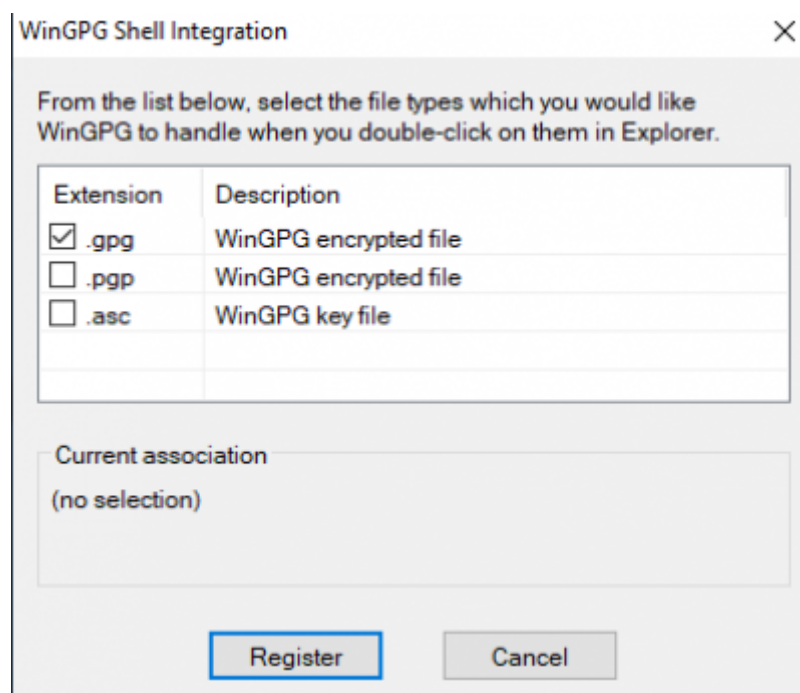 WinGPG Shell Integration
From the list below, select the file types which you would like
WinGPG to handle when you double-click on them in Explorer.
Extension Description
.gpg WinGPG encrypted file
.pgp WinGPG encrypted file
.asc WinGPG key file
Current association
(no selection)
Register Cancel